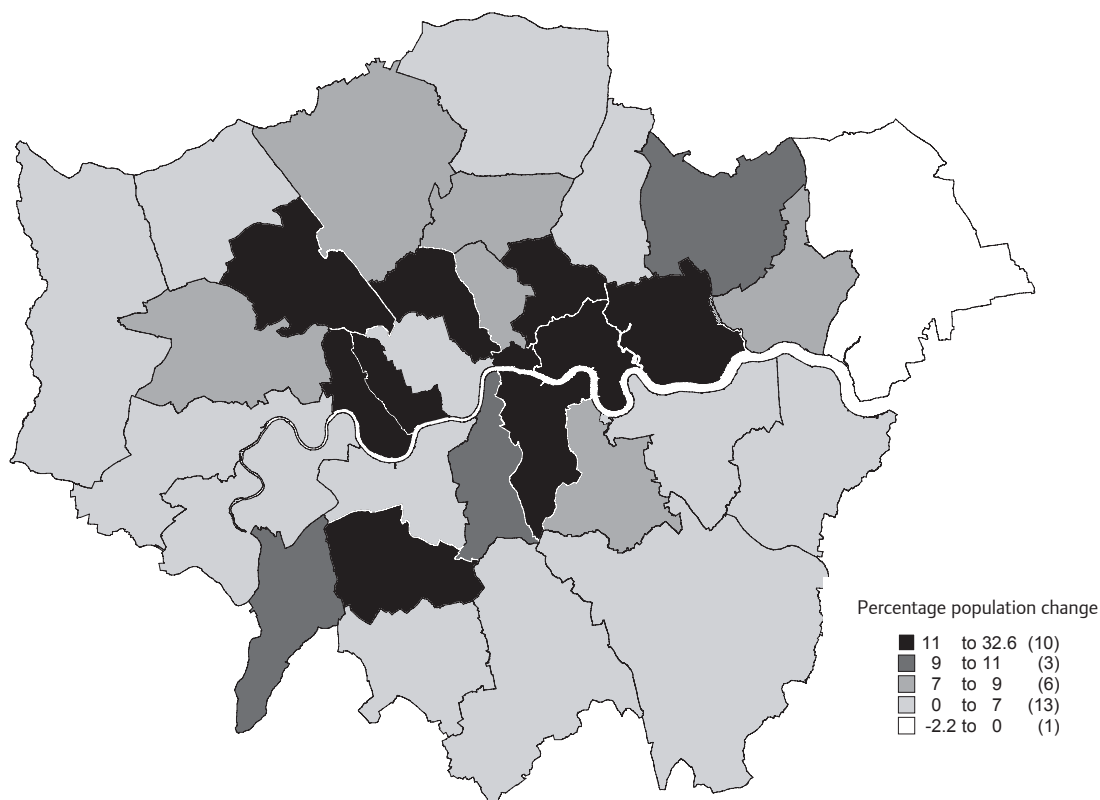 Percentage population change
11 to 32.6 (10)
9 to 11 (3)
7 to 9 (6)
0 to 7 (13)
-2.2 to 0 (1)